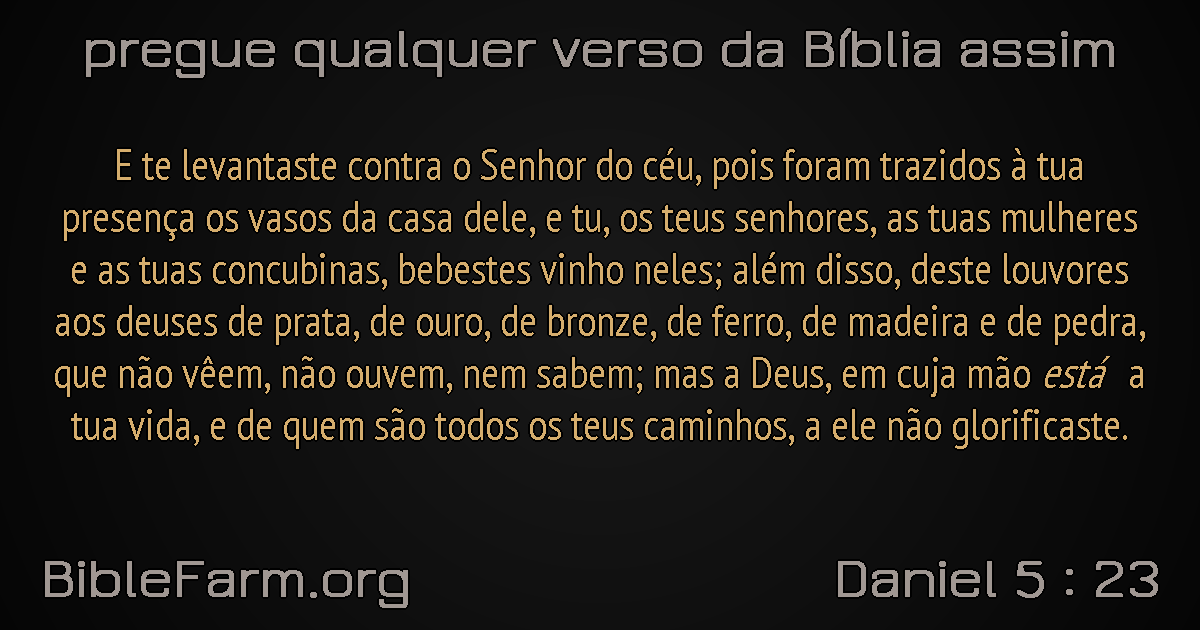 pregue qualquer verso da Bíblia assim
E te levantaste contra o Senhor do céu, pois foram trazidos à tua
presença os vasos da casa dele, e tu, os teus senhores, as tuas mulheres
e as tuas concubinas, bebestes vinho neles; além disso, deste louvores
aos deuses de prata, de ouro, de bronze, de ferro, de madeira e de pedra,
que não vêem, não ouvem, nem sabem; mas a Deus, em cuja mão está a
tua vida, e de quem são todos os teus caminhos, a ele não glorificaste.
BibleFarm.org
Daniel 5 : 23